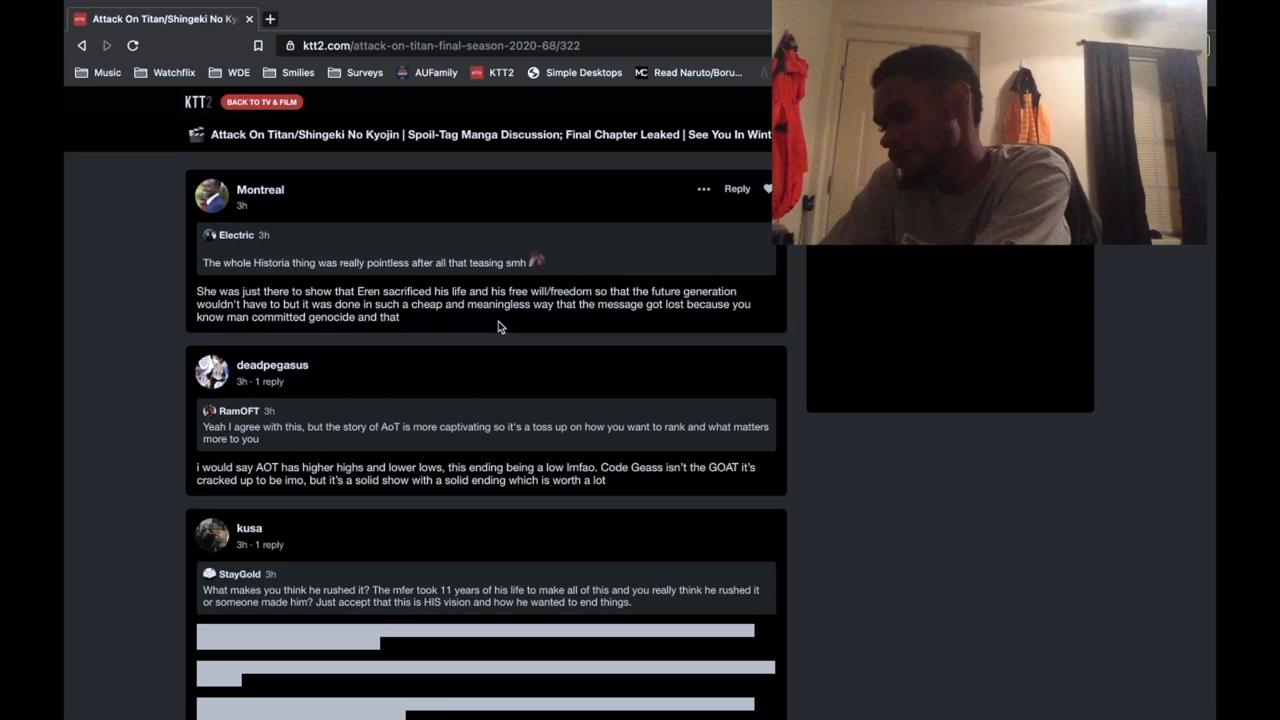 Attack On Titan/Shingeki No Ky
ktt2.com/attack-on-titan-final-season-2020-68/322
Music
Watchflix
WDE
Smilies
Surveys
AUFamily
KTT2
Simple Desktops
MC
Read Naruto/Boru...
KTT2
BACK TO TV & FILM
Attack On Titan/Shingeki No Kyojin | Spoil-Tag Manga Discussion; Final Chapter Leaked | See You In Wint
Montreal
Reply
3h
Electric 3h
The whole Historia thing was really pointless after all that teasing smh
She was just there to show that Eren sacrificed his life and his free will/freedom so that the future generation
wouldn't have to but it was done in such a cheap and meaningless way that the message got lost because you
know man committed genocide and that
deadpegasus
3h · 1 reply
RamOFT 3h
Yeah I agree with this, but the story of AoT is more captivating so it's a toss up on how you want to rank and what matters
more to you
i would say AOT has higher highs and lower lows, this ending being a low lmfao. Code Geass isn't the GOAT it's
cracked up to be imo, but it's a solid show with a solid ending which is worth a lot
kusa
3h · 1 reply
StayGold 3h
What makes you think he rushed it? The mfer took 11 years of his life to make all of this and you really think he rushed it
or someone made him? Just accept that this is HIS vision and how he wanted to end things.